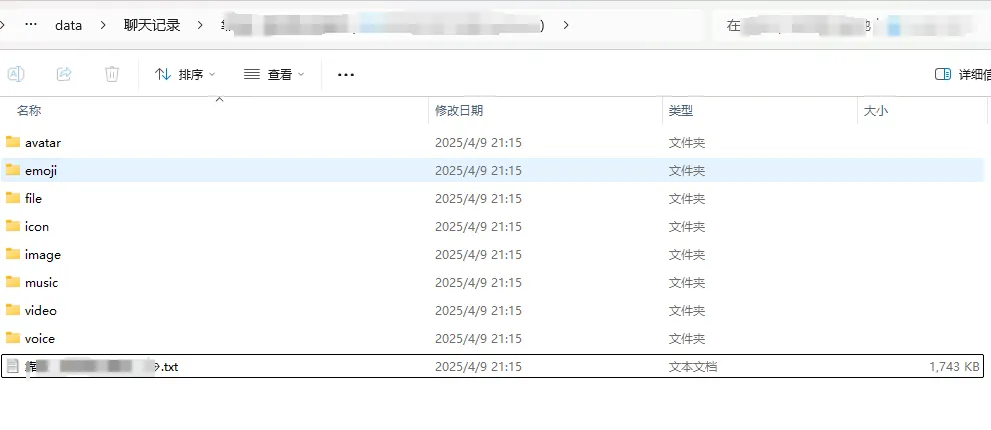 … data 聊天记录 ) 在
排序 查看 … 详细信
名称 修改日期 类型 大小
avatar 2025/4/9 21:15 文件夹
emoji 2025/4/9 21:15 文件夹
file 2025/4/9 21:15 文件夹
icon 2025/4/9 21:15 文件夹
image 2025/4/9 21:15 文件夹
music 2025/4/9 21:15 文件夹
video 2025/4/9 21:15 文件夹
voice 2025/4/9 21:15 文件夹
.txt 2025/4/9 21:15 文本文档 1,743 KB